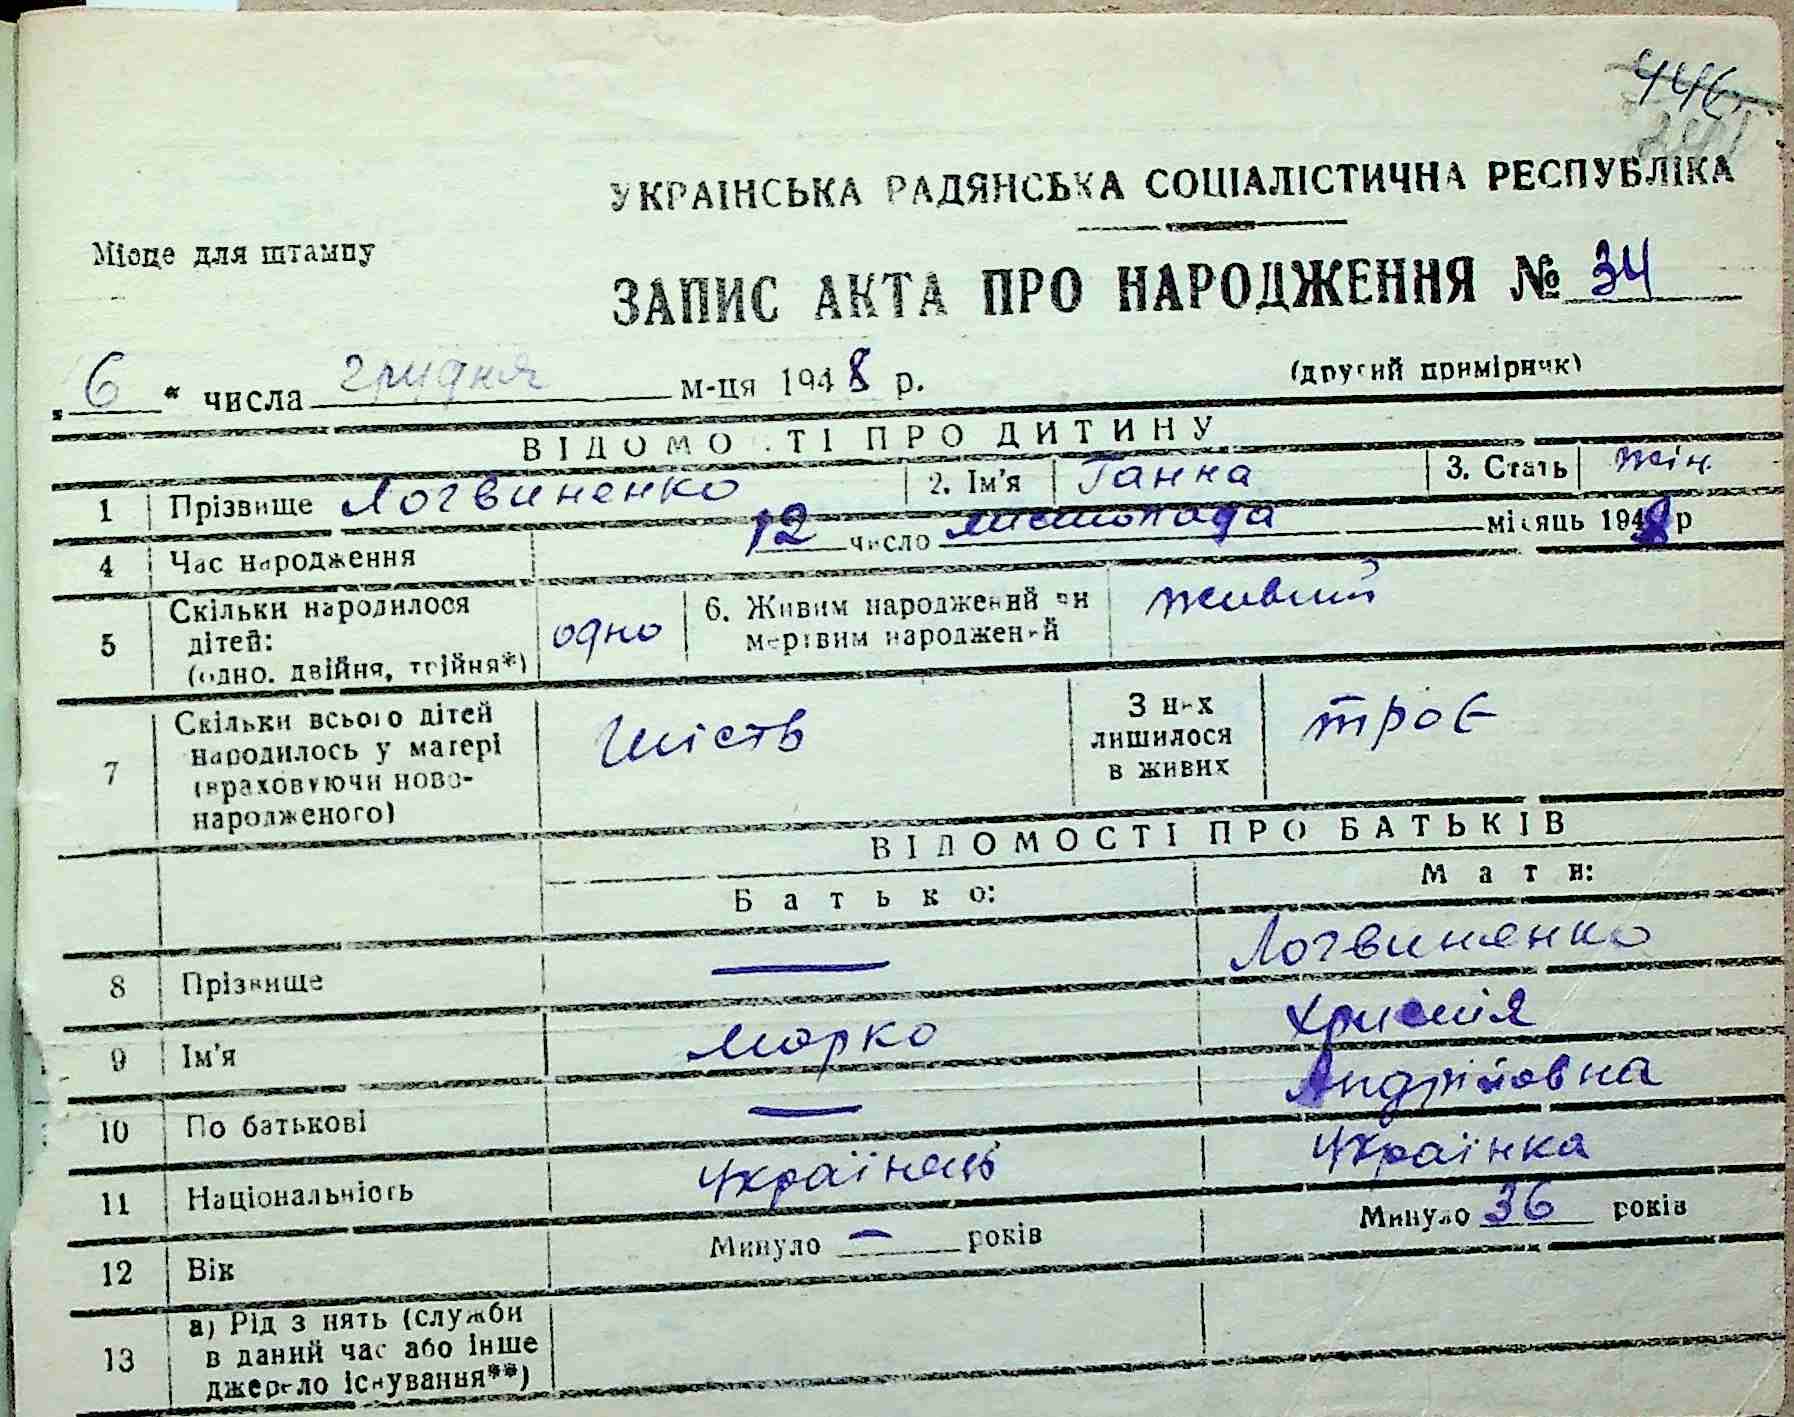 446
УКРАЇНСЬКА РАДЯНСЬКА СОЦІАЛІСТИЧНА РЕСПУБЛІКА
Місце для штампу
ЗАПИС АКТА ПРО НАРОДЖЕННЯ № 34
(другий примірник)
„6“ числа грудня м-ця 1948 р.
ВІДОМОСТІ ПРО ДИТИНУ
1 Прізвище Логвиненко 2. Ім'я Ганна 3. Стать жін.
4 Час народження 12 число листопада місяць 1948 р
5 Скільки народилося дітей: (одно, двійня, трійня*) одно 6. Живим народжений чи мертвим народжений живий
7 Скільки всього дітей народилось у матері (враховуючи новонародженого) шість З них лишилося в живих троє
ВІДОМОСТІ ПРО БАТЬКІВ
Батько: Мати:
8 Прізвище — Логвиненко
9 Ім'я Марко Христя
10 По батькові — Андріївна
11 Національність Українець Українка
12 Вік Минуло — років Минуло 36 років
13 а) Рід занять (служби в даний час або інше джерело існування**)